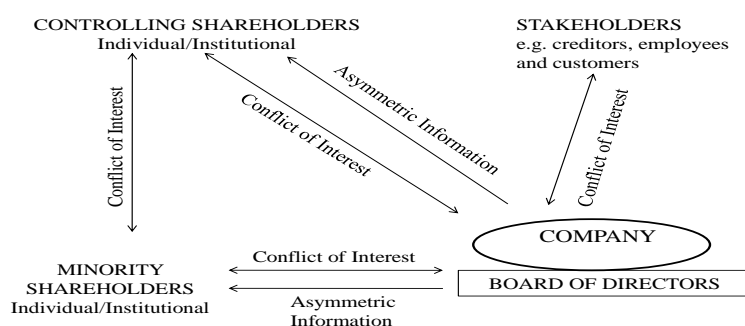 CONTROLLING SHAREHOLDERS
Individual/Institutional
STAKEHOLDERS
e.g. creditors, employees
and customers
Conflict of Interest
Conflict of Interest
Asymmetric Information
Conflict of Interest
COMPANY
BOARD OF DIRECTORS
MINORITY
SHAREHOLDERS
Individual/Institutional
Conflict of Interest
Asymmetric
Information